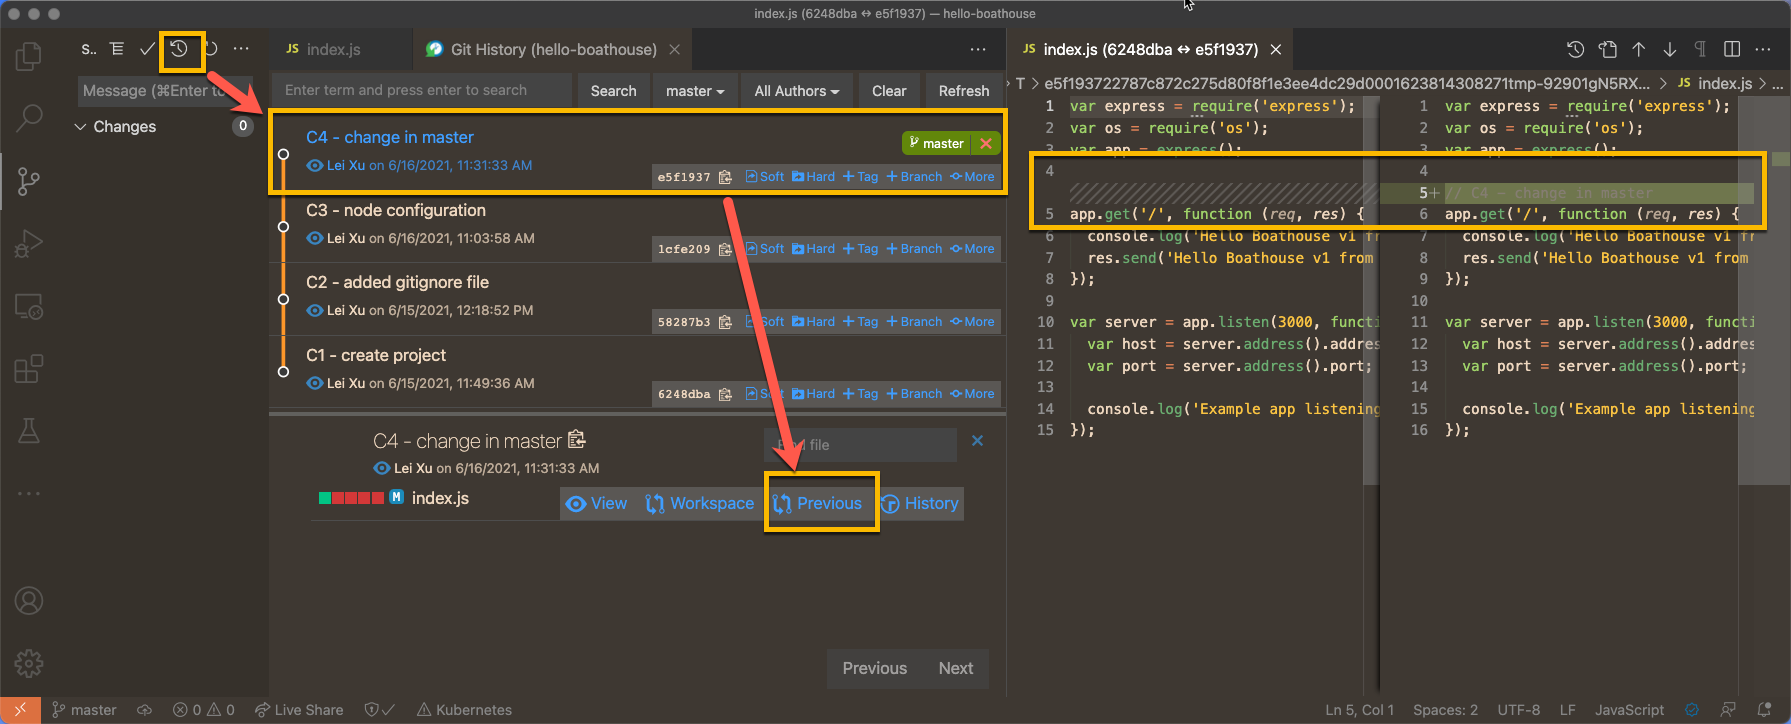 index.js (6248dba ↔ e5f1937) — hello-boathouse
S..
Message (⌘Enter to
Changes
0
JS index.js
Git History (hello-boathouse)
Enter term and press enter to search
Search
master
All Authors
Clear
Refresh
C4 - change in master
master
Lei Xu on 6/16/2021, 11:31:33 AM
e5f1937 Soft Hard +Tag +Branch More
C3 - node configuration
Lei Xu on 6/16/2021, 11:03:58 AM
1cfe209 Soft Hard +Tag +Branch More
C2 - added gitignore file
Lei Xu on 6/15/2021, 12:18:52 PM
58287b3 Soft Hard +Tag +Branch More
C1 - create project
Lei Xu on 6/15/2021, 11:49:36 AM
6248dba Soft Hard +Tag +Branch More
C4 - change in master
Find file
Lei Xu on 6/16/2021, 11:31:33 AM
M index.js
View Workspace Previous History
Previous Next
JS index.js (6248dba ↔ e5f1937)
T > e5f193722787c872c275d80f8f1e3ee4dc29d0001623814308271tmp-92901gN5RX... > JS index.js > ...
1 var express = require('express');
2 var os = require('os');
3 var app = express();
4
5 app.get('/', function (req, res) {
6 console.log('Hello Boathouse v1 fr
7 res.send('Hello Boathouse v1 from
8 });
9
10 var server = app.listen(3000, functi
11 var host = server.address().addres
12 var port = server.address().port;
13
14 console.log('Example app listening
15 });
1 var express = require('express');
2 var os = require('os');
3 var app = express();
4
5+ // C4 - change in master
6 app.get('/', function (req, res) {
7 console.log('Hello Boathouse v1 fr
8 res.send('Hello Boathouse v1 from
9 });
10
11 var server = app.listen(3000, functi
12 var host = server.address().addres
13 var port = server.address().port;
14
15 console.log('Example app listening
16 });
master
0
0
Live Share
Kubernetes
Ln 5, Col 1
Spaces: 2
UTF-8
LF
JavaScript